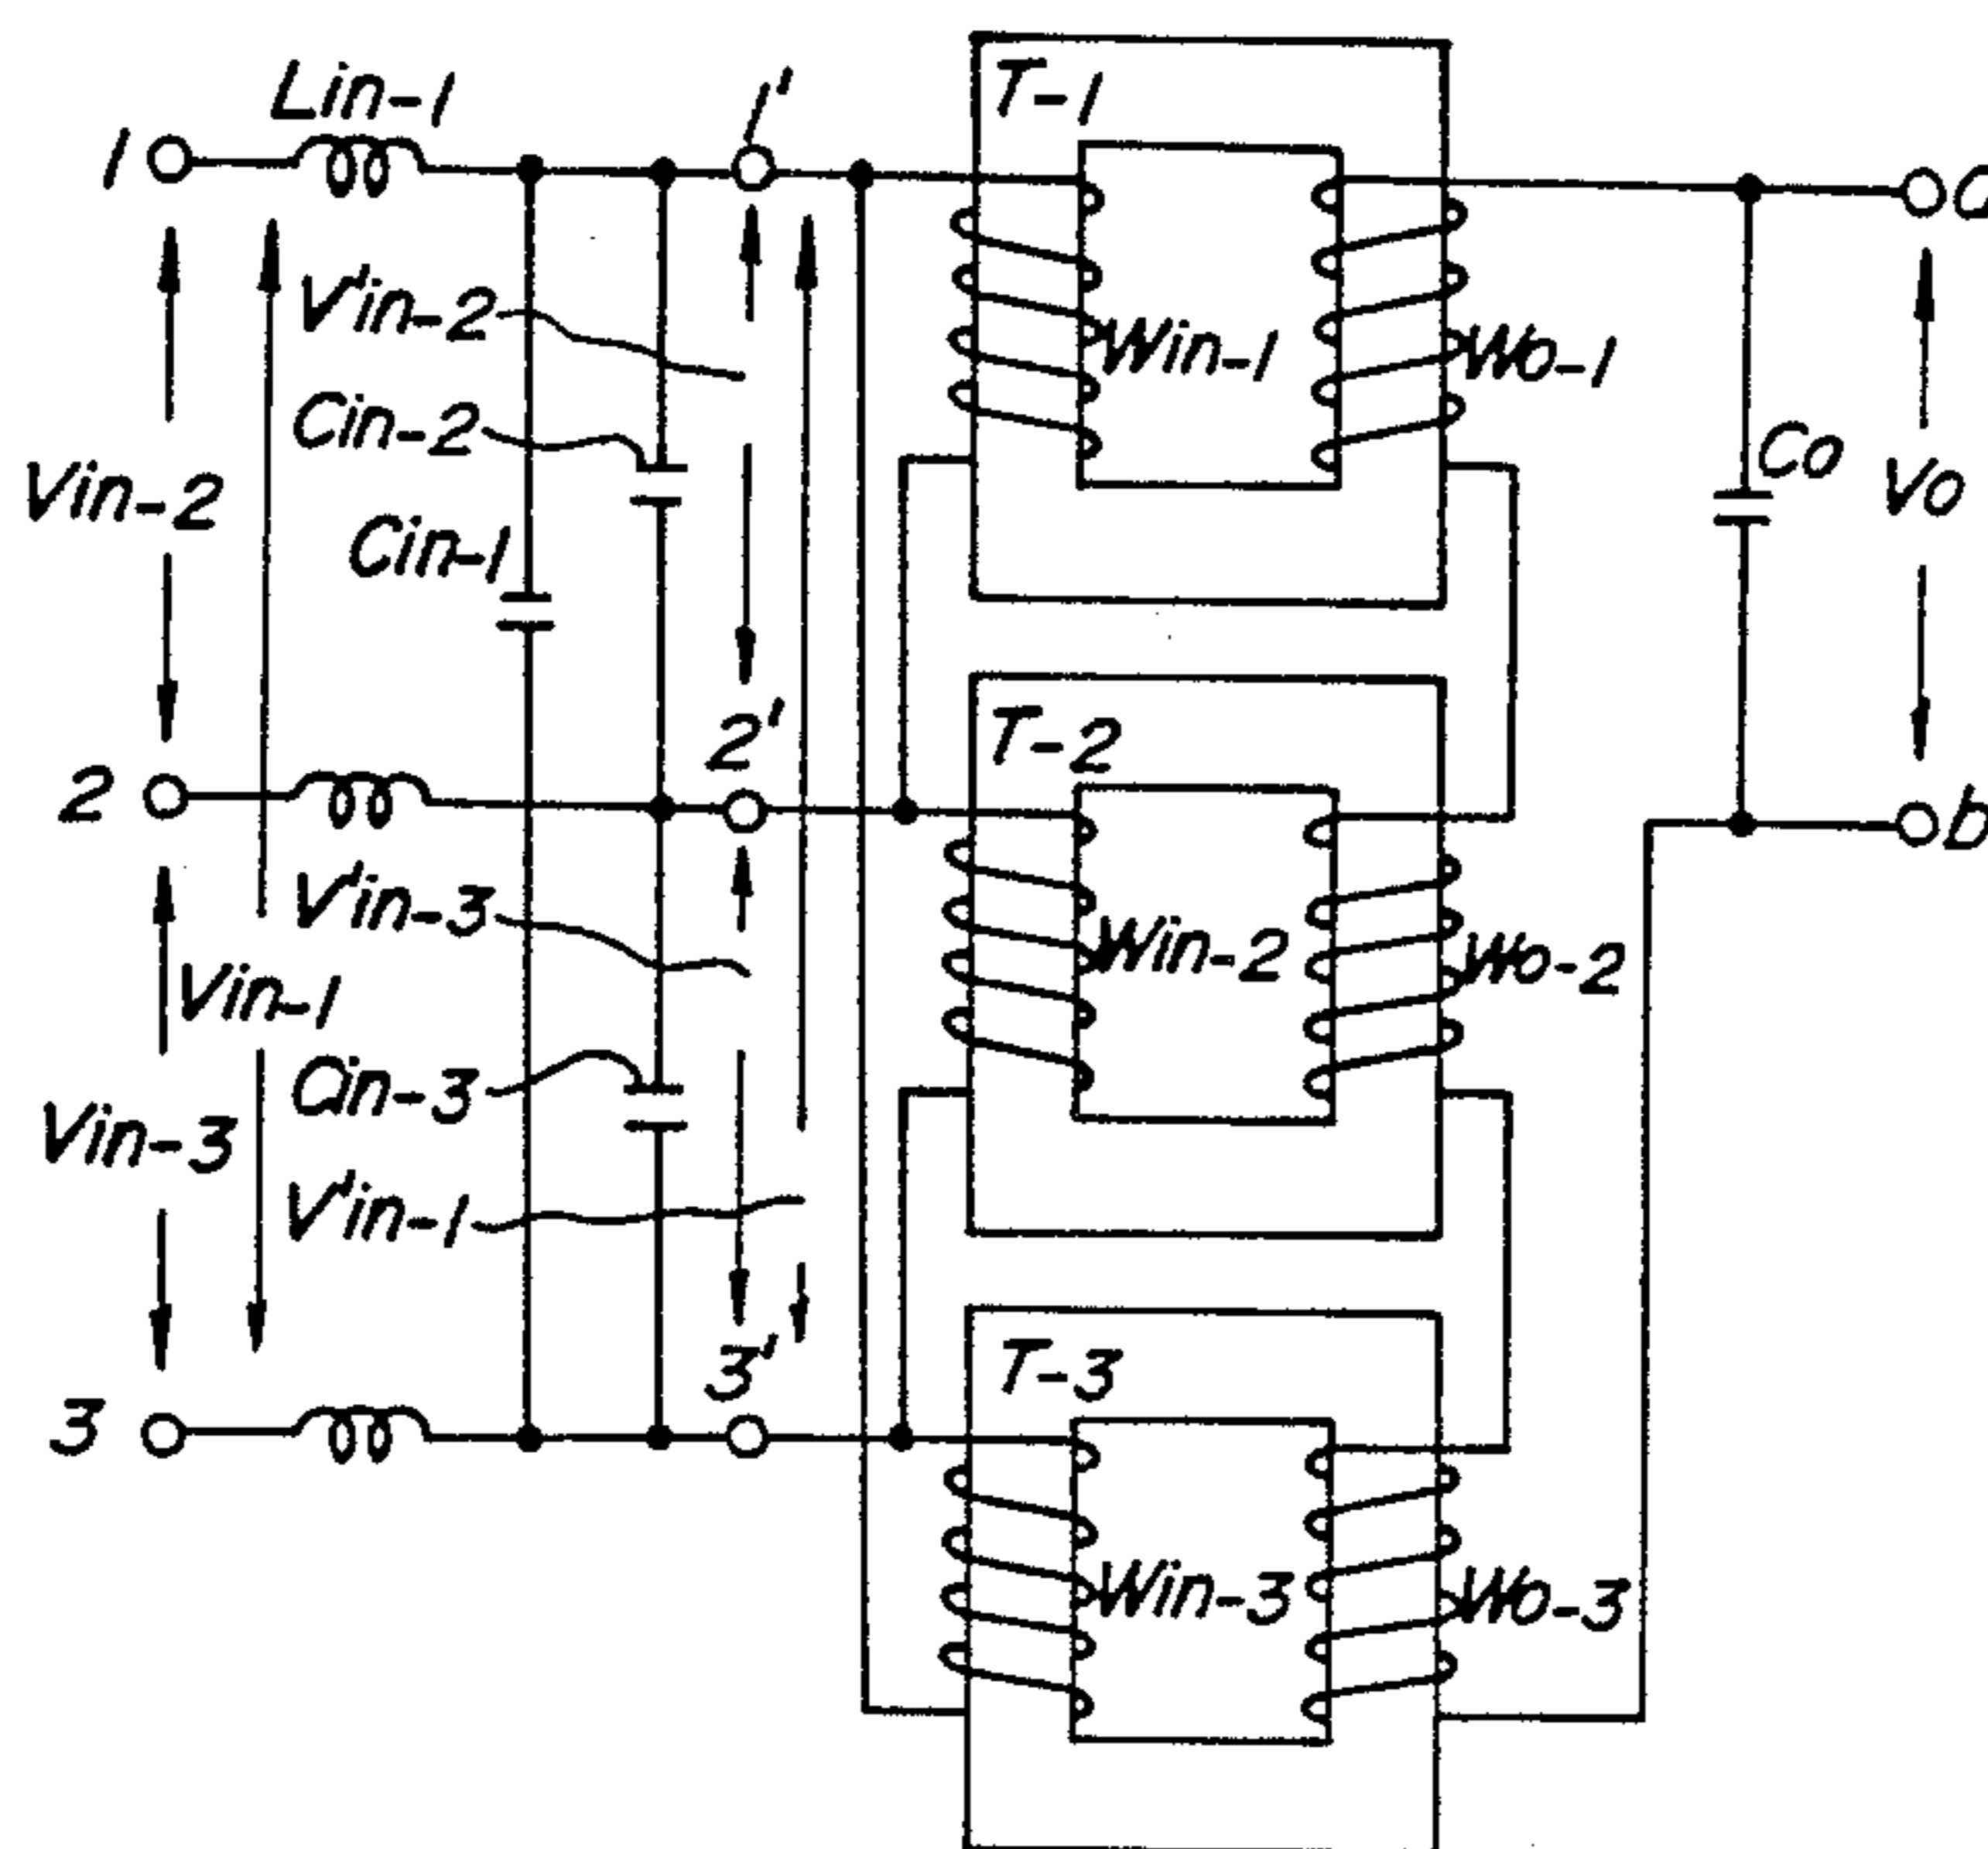 Lin-1
1
1'
T-1
a
V'in-2
Win-1
Wo-1
Cin-2
Co
Vo
Vin-2
Cin-1
2'
T-2
2
b
V'in-3
Win-2
Wo-2
Vin-1
Cin-3
Vin-3
V'in-1
3'
T-3
3
Win-3
Wo-3